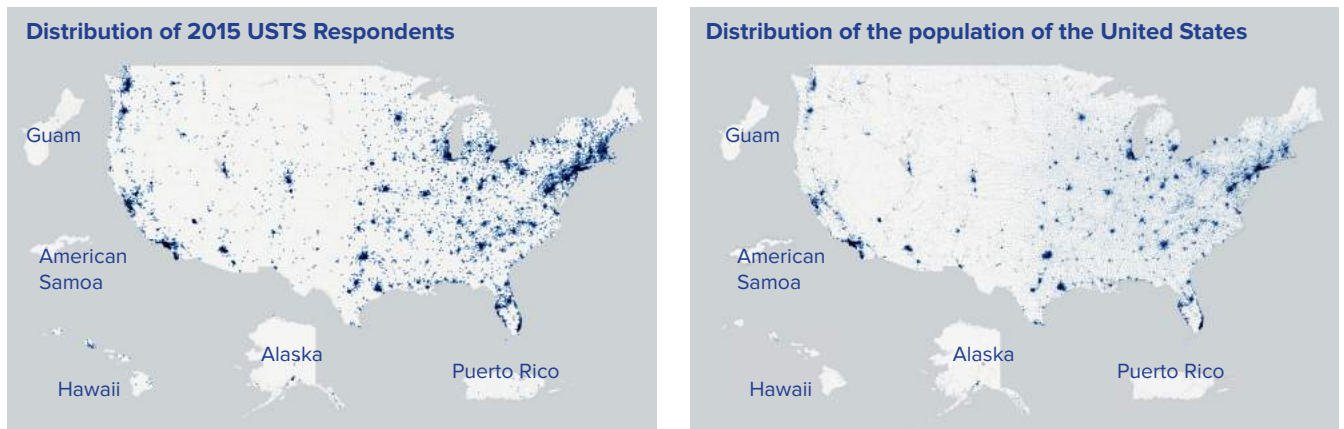 Distribution of 2015 USTS Respondents
Guam
American
Samoa
Alaska
Hawaii
Puerto Rico
Distribution of the population of the United States
Guam
American
Samoa
Alaska
Hawaii
Puerto Rico